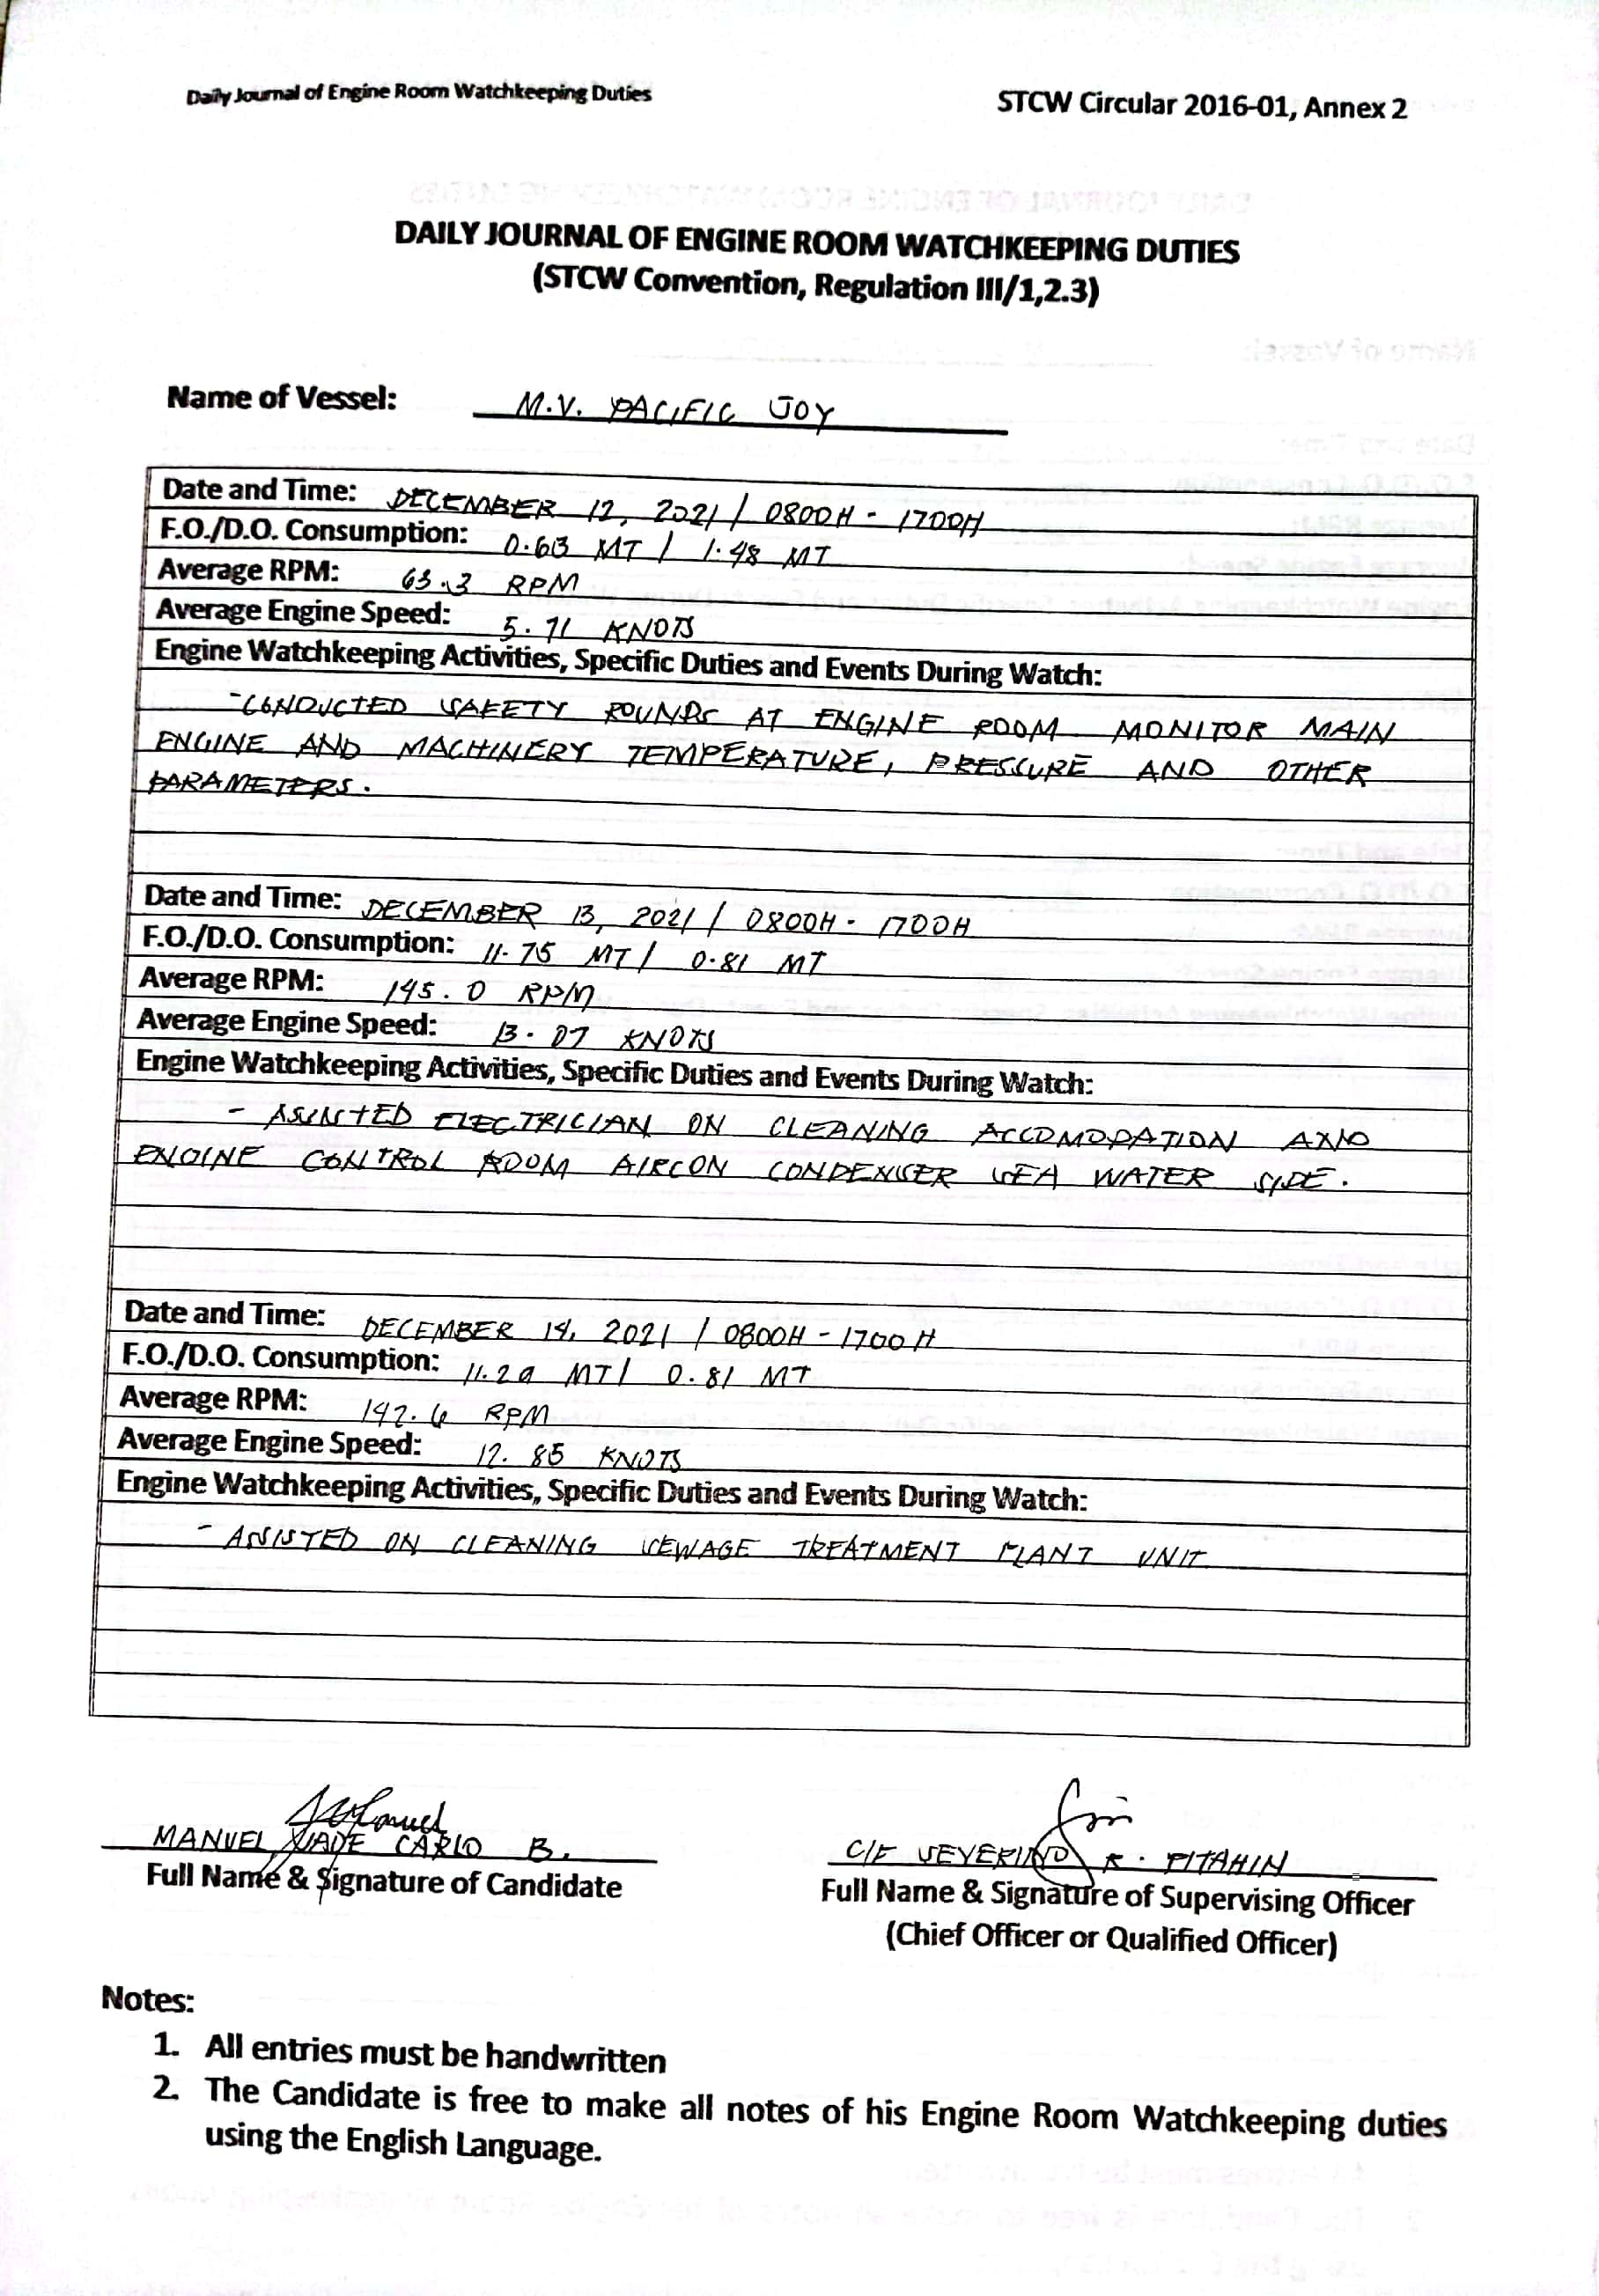 Daily Journal of Engine Room Watchkeeping Duties
STCW Circular 2016-01, Annex 2
DAILY JOURNAL OF ENGINE ROOM WATCHKEEPING DUTIES
(STCW Convention, Regulation III/1,2.3)
Name of Vessel: M.V. PACIFIC JOY
Date and Time: DECEMBER 12, 2021 / 0800H - 1700H
F.O./D.O. Consumption: 0.63 MT / 1.48 MT
Average RPM: 63.3 RPM
Average Engine Speed: 5.71 KNOTS
Engine Watchkeeping Activities, Specific Duties and Events During Watch:
- CONDUCTED SAFETY ROUNDS AT ENGINE ROOM MONITOR MAIN
ENGINE AND MACHINERY TEMPERATURE, PRESSURE AND OTHER
PARAMETERS.
Date and Time: DECEMBER 13, 2021 / 0800H - 1700H
F.O./D.O. Consumption: 11.75 MT / 0.81 MT
Average RPM: 145.0 RPM
Average Engine Speed: 13.07 KNOTS
Engine Watchkeeping Activities, Specific Duties and Events During Watch:
- ASSISTED ELECTRICIAN ON CLEANING ACCOMODATION AND
ENGINE CONTROL ROOM AIRCON CONDENSER SEA WATER SIDE.
Date and Time: DECEMBER 14, 2021 / 0800H - 1700H
F.O./D.O. Consumption: MT / 0.81 MT
Average RPM: 142.6 RPM
Average Engine Speed: 12.85 KNOTS
Engine Watchkeeping Activities, Specific Duties and Events During Watch:
- ASSISTED ON CLEANING SEWAGE TREATMENT PLANT UNIT
MANUEL, JADE CARLO B.
Full Name & Signature of Candidate
C/E SEVERINO R. PITAHIN
Full Name & Signature of Supervising Officer
(Chief Officer or Qualified Officer)
Notes:
1. All entries must be handwritten
2. The Candidate is free to make all notes of his Engine Room Watchkeeping duties
using the English Language.